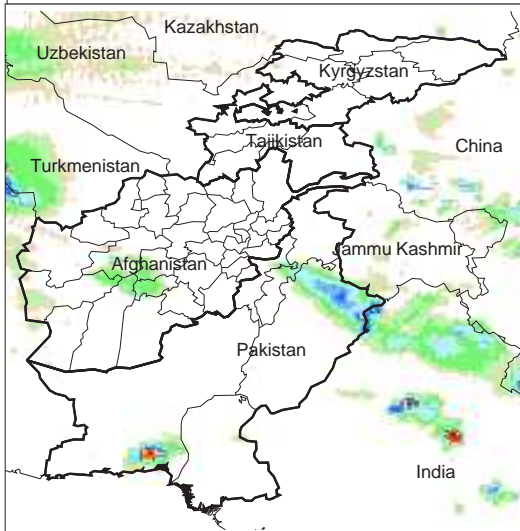 Kazakhstan
Uzbekistan
Kyrgyzstan
Tajikistan
China
Turkmenistan
Jammu Kashmir
Afghanistan
Pakistan
India